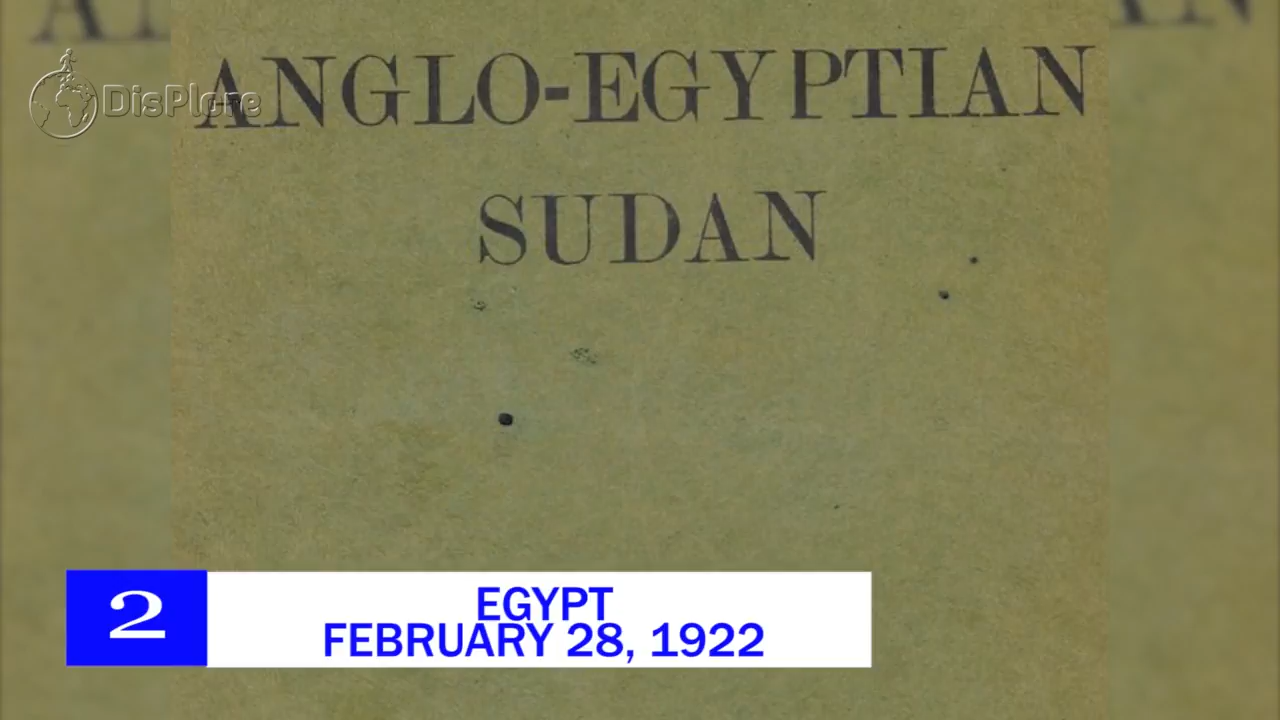 ANGLO-EGYPTIAN
SUDAN
DisPlore
2
EGYPT
FEBRUARY 28, 1922